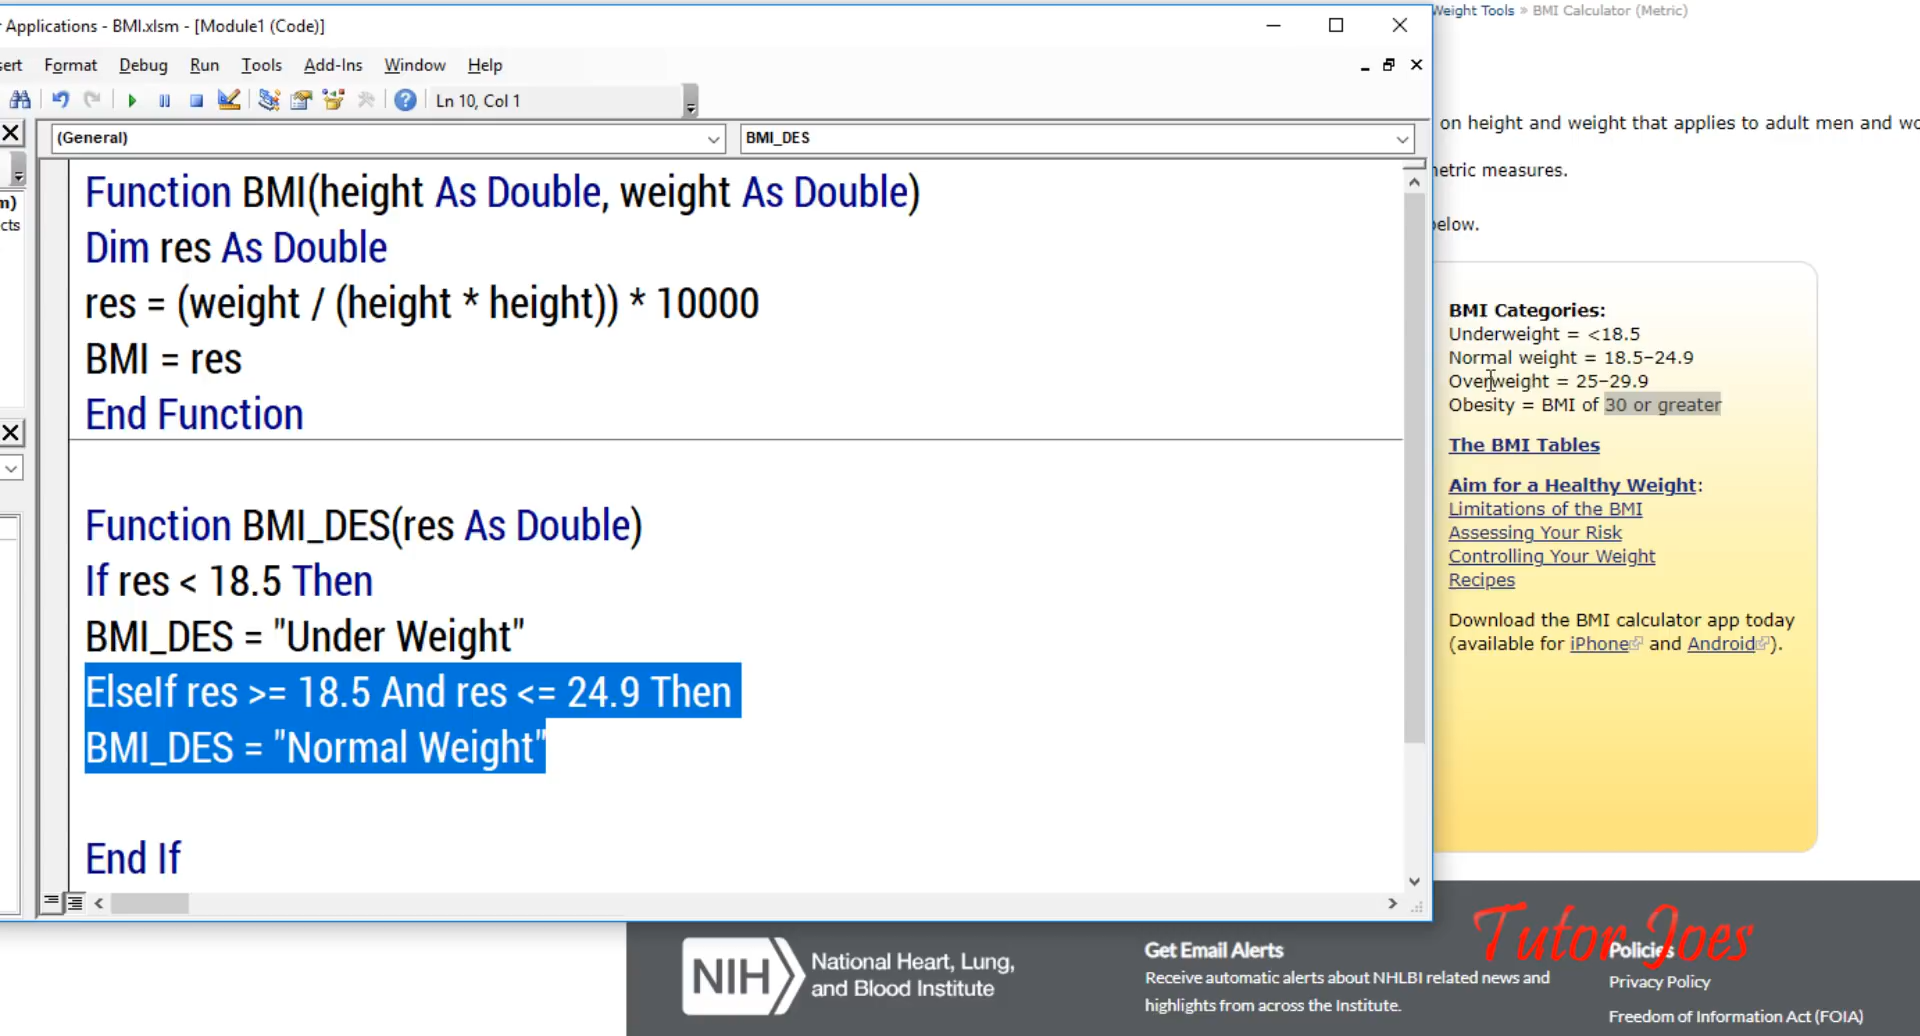 Applications - BMI.xlsm - [Module1 (Code)]
sert Format Debug Run Tools Add-Ins Window Help
Ln 10, Col 1
(General)
BMI_DES
m)
cts
Function BMI(height As Double, weight As Double)
Dim res As Double
res = (weight / (height * height)) * 10000
BMI = res
End Function
Function BMI_DES(res As Double)
If res < 18.5 Then
BMI_DES = "Under Weight"
ElseIf res >= 18.5 And res <= 24.9 Then
BMI_DES = "Normal Weight"
End If
Weight Tools » BMI Calculator (Metric)
on height and weight that applies to adult men and wo
metric measures.
below.
BMI Categories:
Underweight = <18.5
Normal weight = 18.5–24.9
Overweight = 25–29.9
Obesity = BMI of 30 or greater
The BMI Tables
Aim for a Healthy Weight:
Limitations of the BMI
Assessing Your Risk
Controlling Your Weight
Recipes
Download the BMI calculator app today
(available for iPhone and Android).
NIH
National Heart, Lung,
and Blood Institute
Get Email Alerts
Receive automatic alerts about NHLBI related news and
highlights from across the Institute.
Tutor Joes
Policies
Privacy Policy
Freedom of Information Act (FOIA)